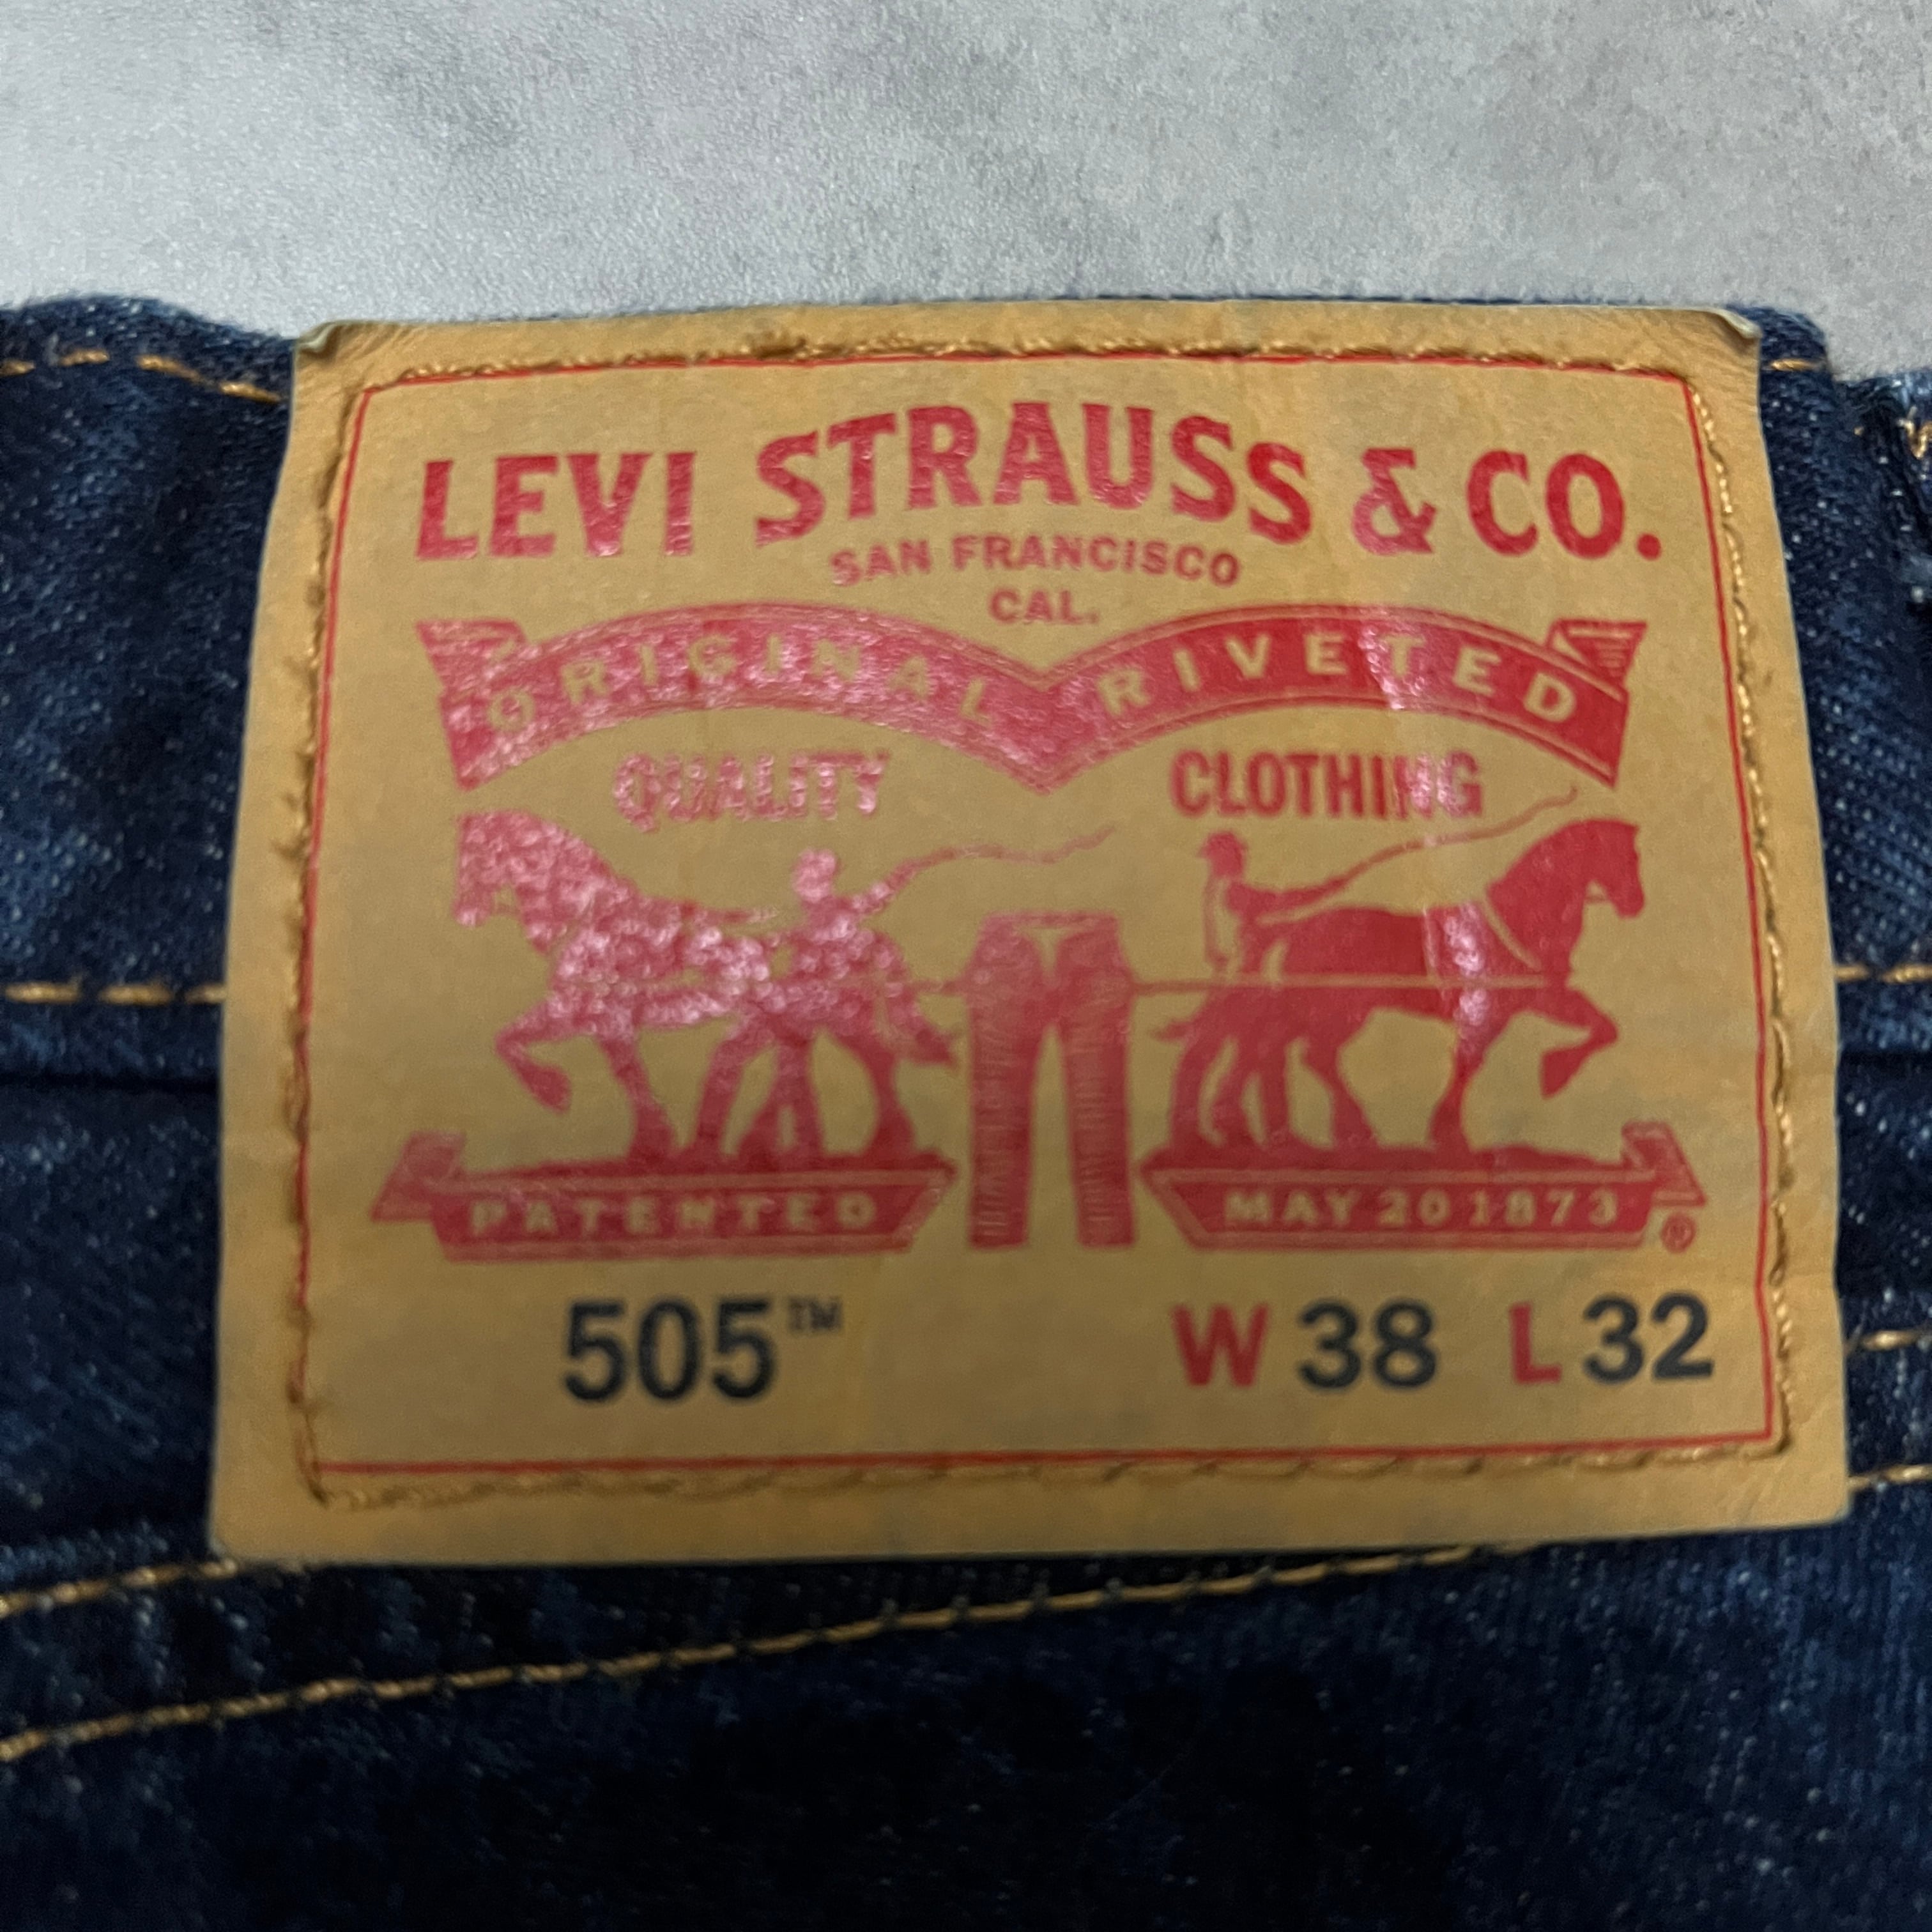 LEVI STRAUSS & CO.
SAN FRANCISCO
CAL.
ORIGINAL RIVETED
QUALITY CLOTHING
PATENTED MAY 20 1873 ®
505™ W 38 L 32